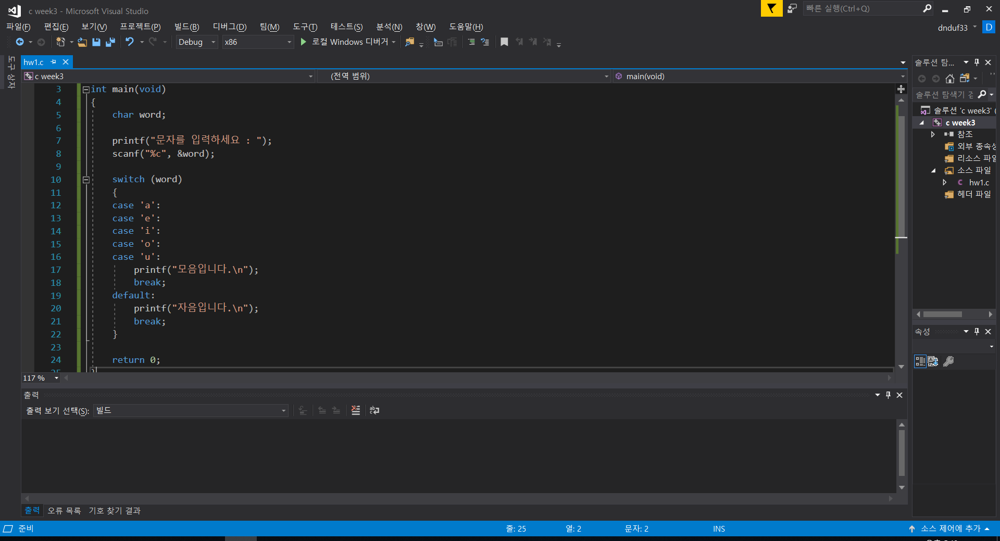 c week3 - Microsoft Visual Studio
빠른 실행(Ctrl+Q)
파일(F) 편집(E) 보기(V) 프로젝트(P) 빌드(B) 디버그(D) 팀(M) 도구(T) 테스트(S) 분석(N) 창(W) 도움말(H)
dnduf33 D
Debug x86 로컬 Windows 디버거
도구 상자
hw1.c
c week3 (전역 범위) main(void)
3 int main(void)
4 {
5 char word;
6
7 printf("문자를 입력하세요 : ");
8 scanf("%c", &word);
9
10 switch (word)
11 {
12 case 'a':
13 case 'e':
14 case 'i':
15 case 'o':
16 case 'u':
17 printf("모음입니다.\n");
18 break;
19 default:
20 printf("자음입니다.\n");
21 break;
22 }
23
24 return 0;
25 }
117 %
출력
출력 보기 선택(S): 빌드
출력 오류 목록 기호 찾기 결과
솔루션 탐...
솔루션 탐색기 검
솔루션 'c week3' (
c week3
참조
외부 종속성
리소스 파일
소스 파일
hw1.c
헤더 파일
속성
준비 줄: 25 열: 2 문자: 2 INS 소스 제어에 추가